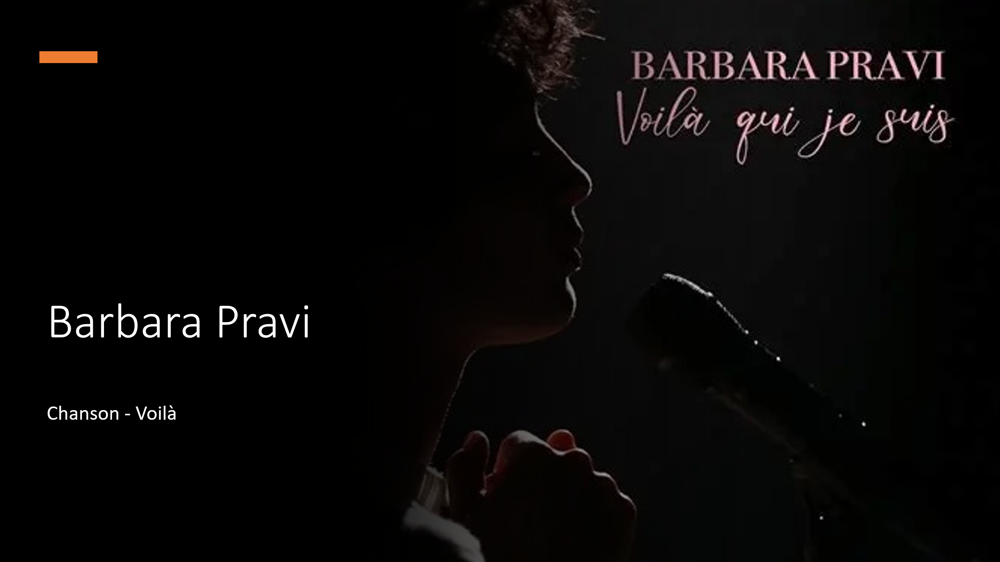 BARBARA PRAVI
Voilà qui je suis
Barbara Pravi
Chanson - Voilà